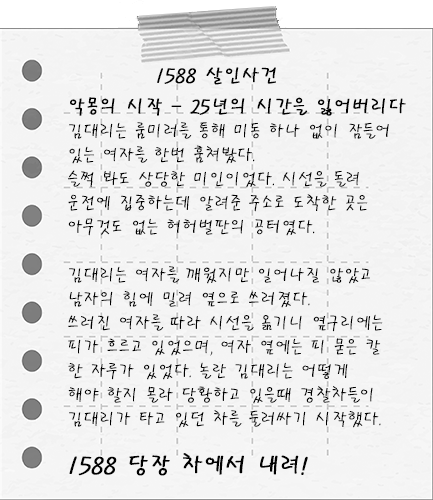 1588 살인사건
악몽의 시작 - 25년의 시간을 잃어버리다
김대리는 룸미러를 통해 미동 하나 없이 잠들어
있는 여자를 한번 훔쳐봤다.
슬쩍 봐도 상당한 미인이었다. 시선을 돌려
운전에 집중하는데 알려준 주소로 도착한 곳은
아무것도 없는 허허벌판의 공터였다.
김대리는 여자를 깨웠지만 일어나질 않았고
남자의 힘에 밀려 옆으로 쓰러졌다.
쓰러진 여자를 따라 시선을 옮기니 옆구리에는
피가 흐르고 있었으며, 여자 옆에는 피 묻은 칼
한 자루가 있었다. 놀란 김대리는 어떻게
해야 할지 몰라 당황하고 있을때 경찰차들이
김대리가 타고 있던 차를 둘러싸기 시작했다.
1588 당장 차에서 내려!